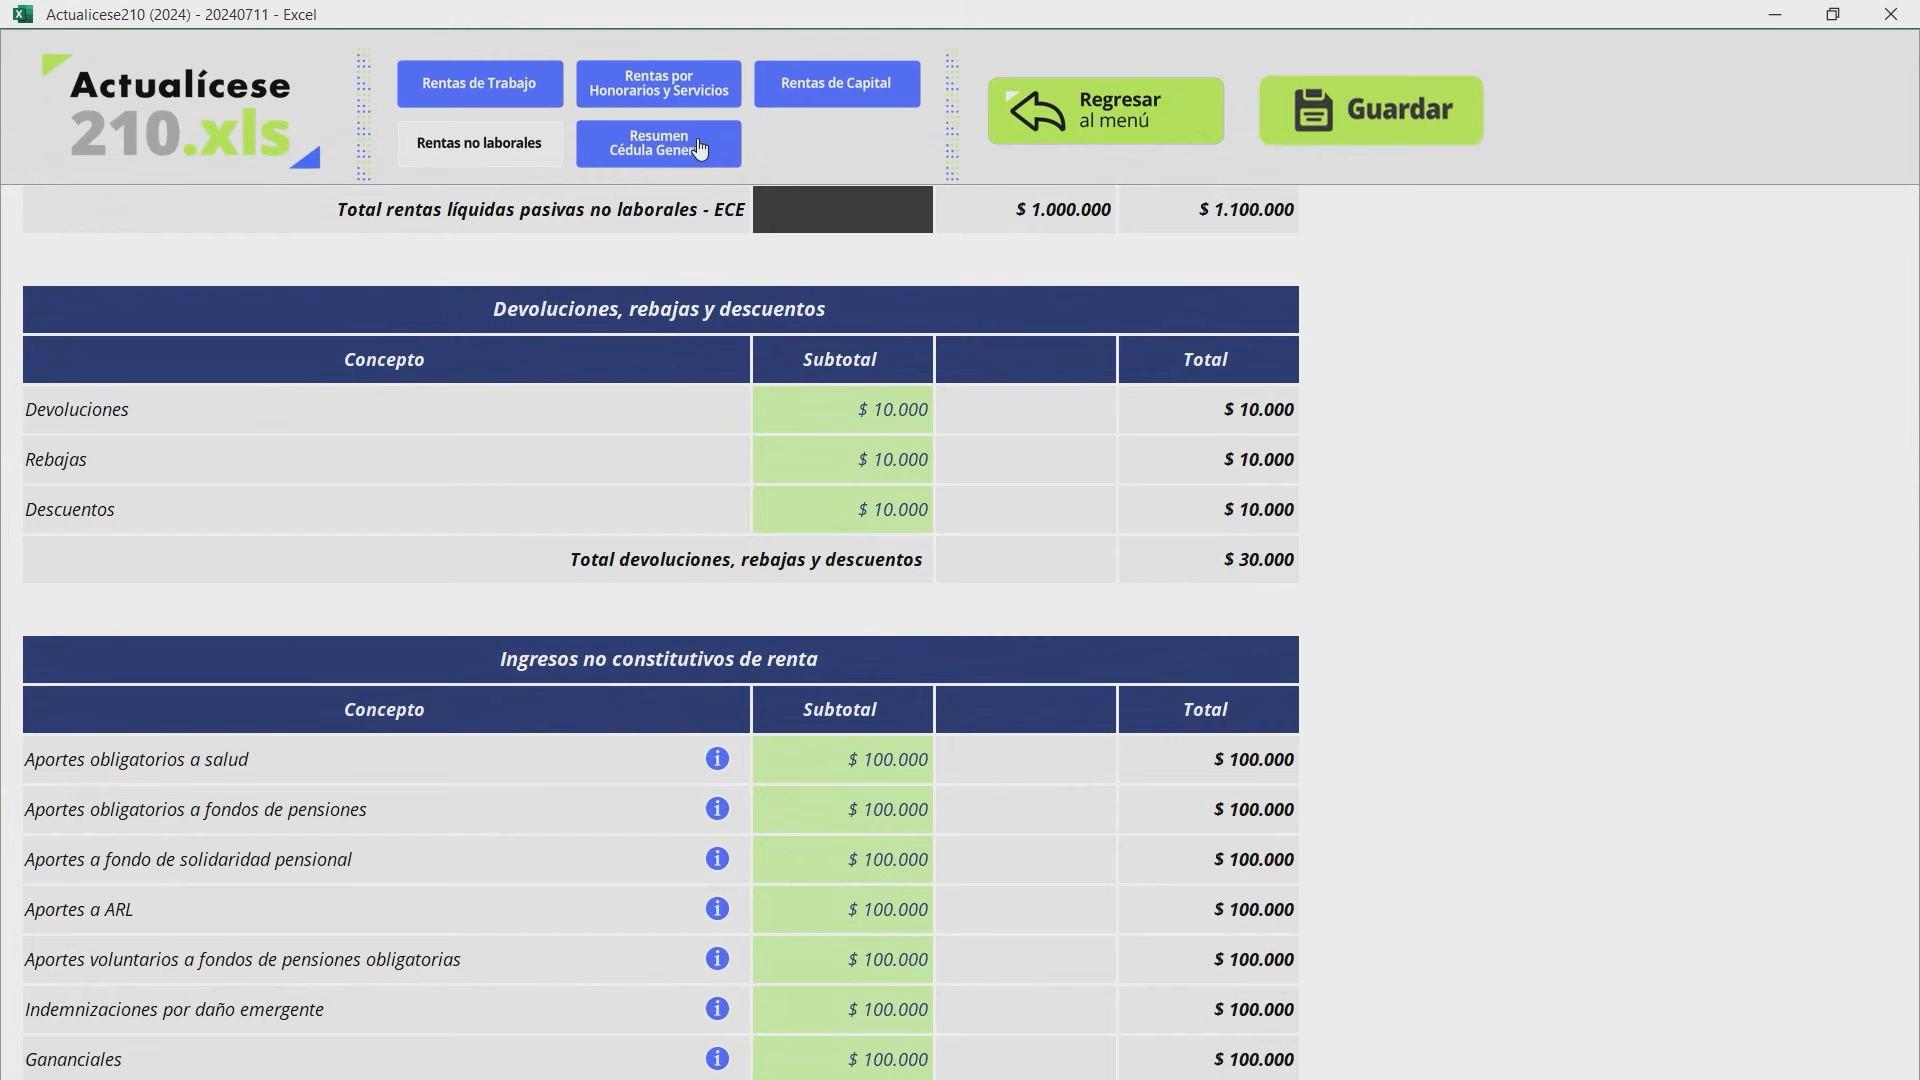 Actualicese210 (2024) - 20240711 - Excel
Actualícese
210.xls
Rentas de Trabajo
Rentas por
Honorarios y Servicios
Rentas de Capital
Rentas no laborales
Resumen
Cédula
Regresar
al menú
Guardar
Total rentas líquidas pasivas no laborales - ECE $ 1.000.000 $ 1.100.000
Devoluciones, rebajas y descuentos
Concepto Subtotal Total
Devoluciones $ 10.000 $ 10.000
Rebajas $ 10.000 $ 10.000
Descuentos $ 10.000 $ 10.000
Total devoluciones, rebajas y descuentos $ 30.000
Ingresos no constitutivos de renta
Concepto Subtotal Total
Aportes obligatorios a salud i $ 100.000 $ 100.000
Aportes obligatorios a fondos de pensiones i $ 100.000 $ 100.000
Aportes a fondo de solidaridad pensional i $ 100.000 $ 100.000
Aportes a ARL i $ 100.000 $ 100.000
Aportes voluntarios a fondos de pensiones obligatorias i $ 100.000 $ 100.000
Indemnizaciones por daño emergente i $ 100.000 $ 100.000
Gananciales i $ 100.000 $ 100.000